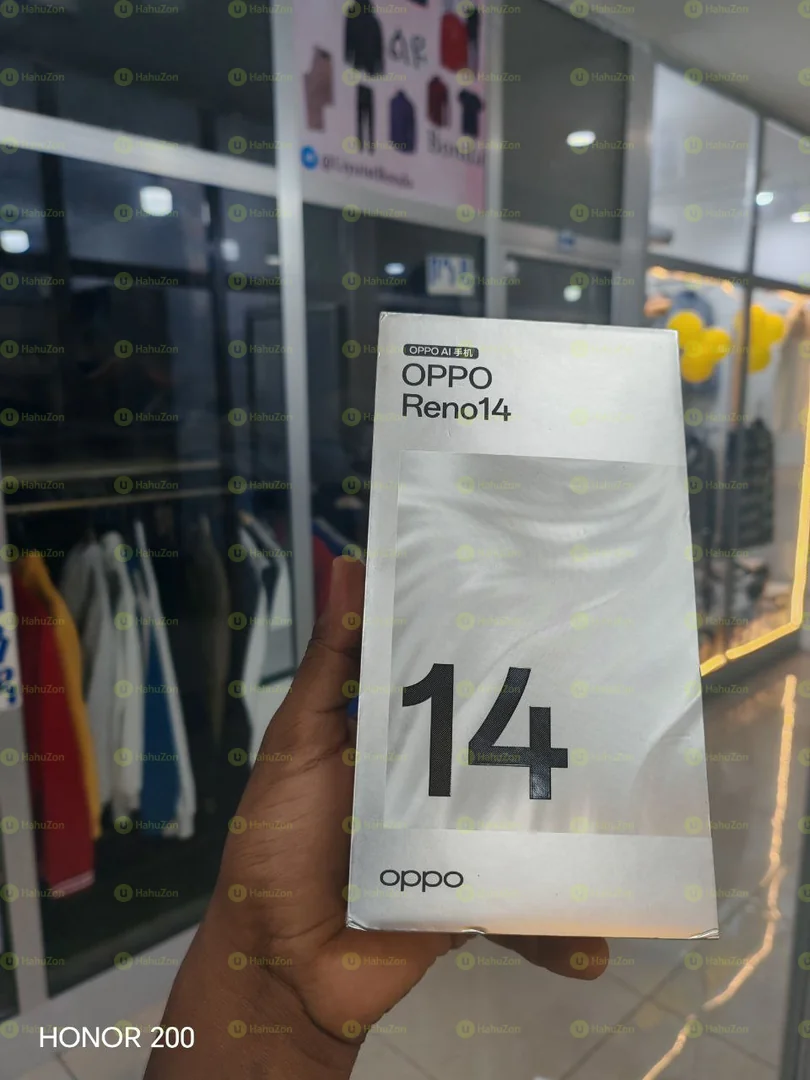 OPPO AI 手机
OPPO
Reno14
14
oppo
HONOR 200
HahuZon